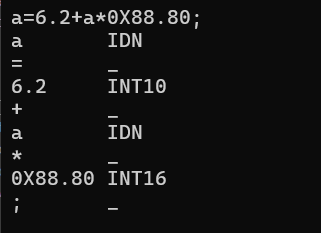 a=6.2+a*0X88.80;
a       IDN
=       _
6.2     INT10
+       _
a       IDN
*       _
0X88.80 INT16
;       _